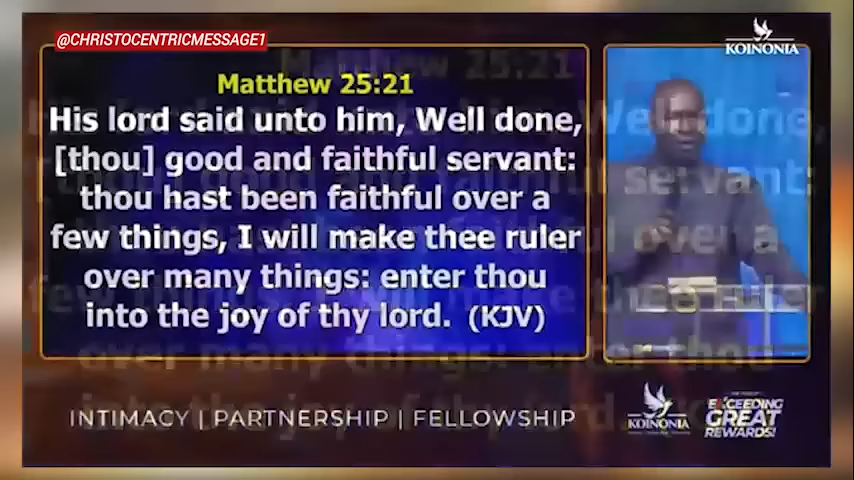 @CHRISTOCENTRICMESSAGE1
KOINONIA
Matthew 25:21
His lord said unto him, Well done,
[thou] good and faithful servant:
thou hast been faithful over a
few things, I will make thee ruler
over many things: enter thou
into the joy of thy lord. (KJV)
INTIMACY | PARTNERSHIP | FELLOWSHIP
KOINONIA
EXCEEDING
GREAT
REWARDS!